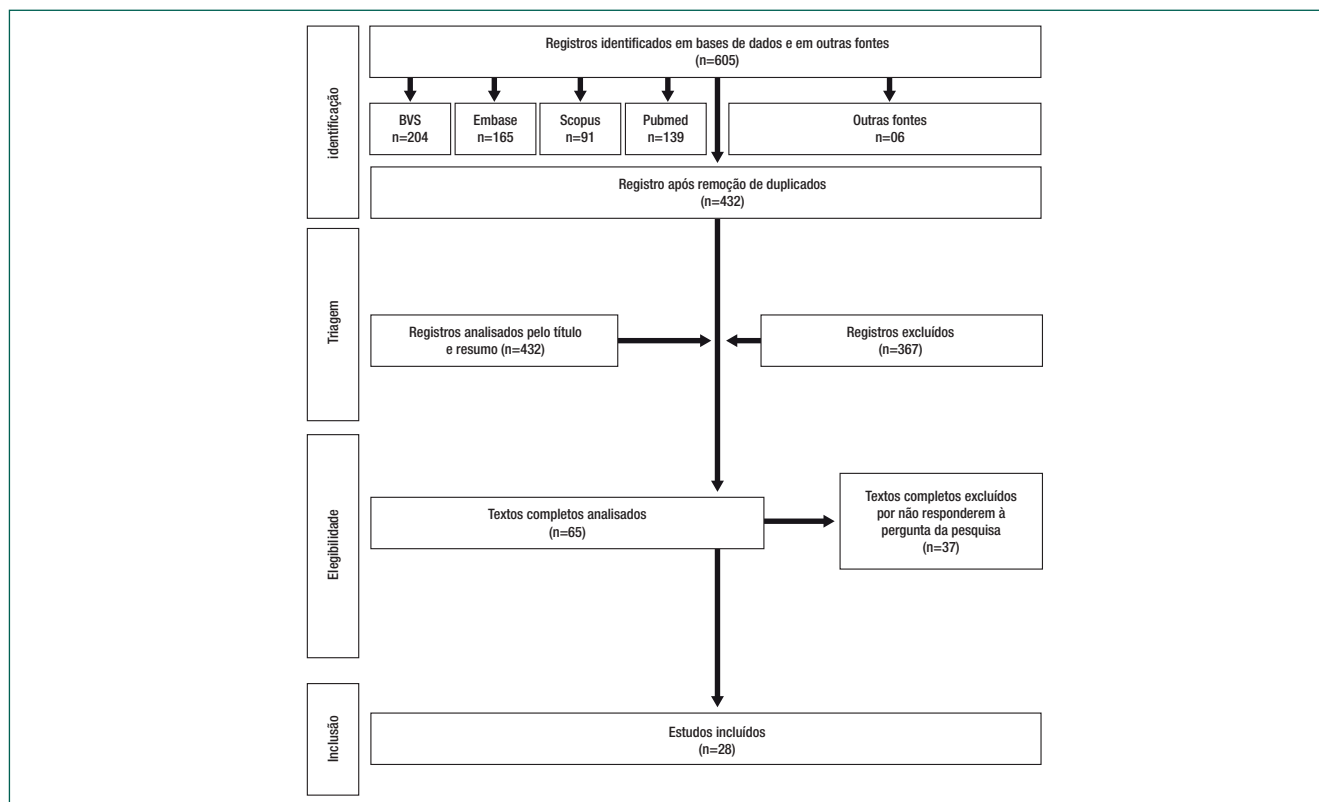 identificação
Registros identificados em bases de dados e em outras fontes
(n=605)
BVS
n=204
Embase
n=165
Scopus
n=91
Pubmed
n=139
Outras fontes
n=06
Registro após remoção de duplicados
(n=432)
Triagem
Registros analisados pelo título
e resumo (n=432)
Registros excluídos
(n=367)
Elegibilidade
Textos completos analisados
(n=65)
Textos completos excluídos
por não responderem à
pergunta da pesquisa
(n=37)
Inclusão
Estudos incluídos
(n=28)